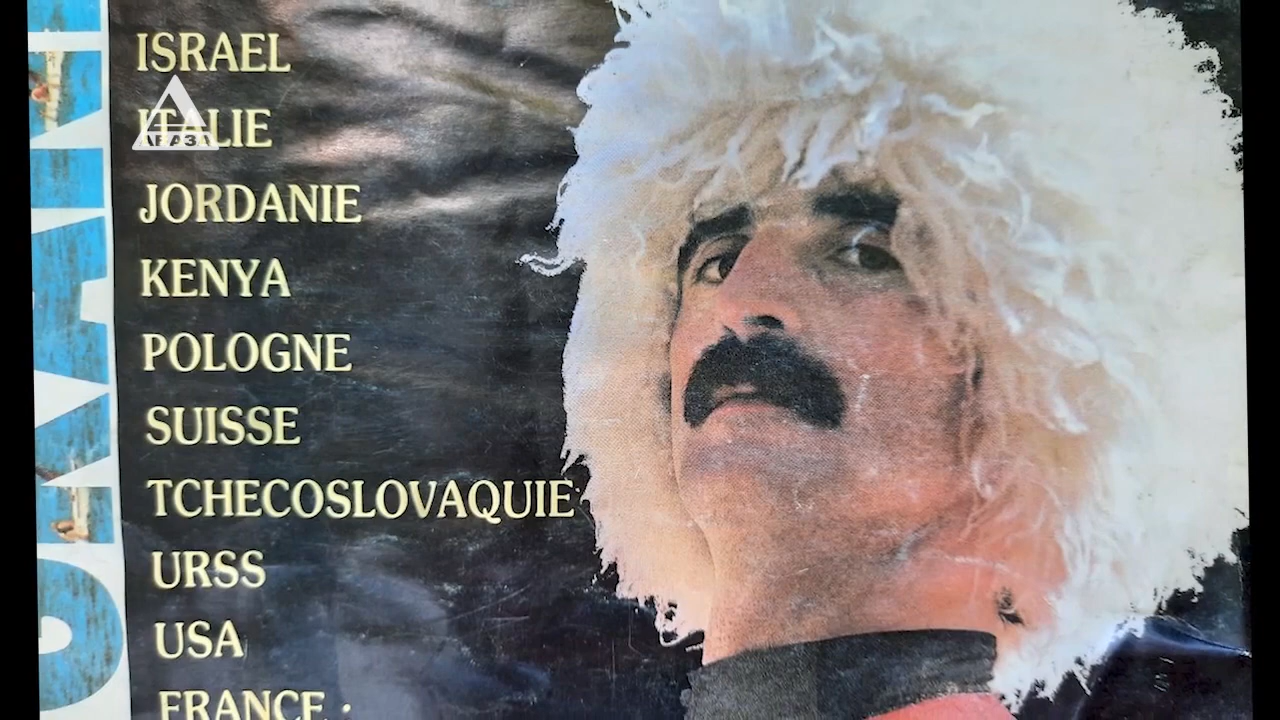 ISRAEL
ITALIE
JORDANIE
KENYA
POLOGNE
SUISSE
TCHECOSLOVAQUIE
URSS
USA
FRANCE :